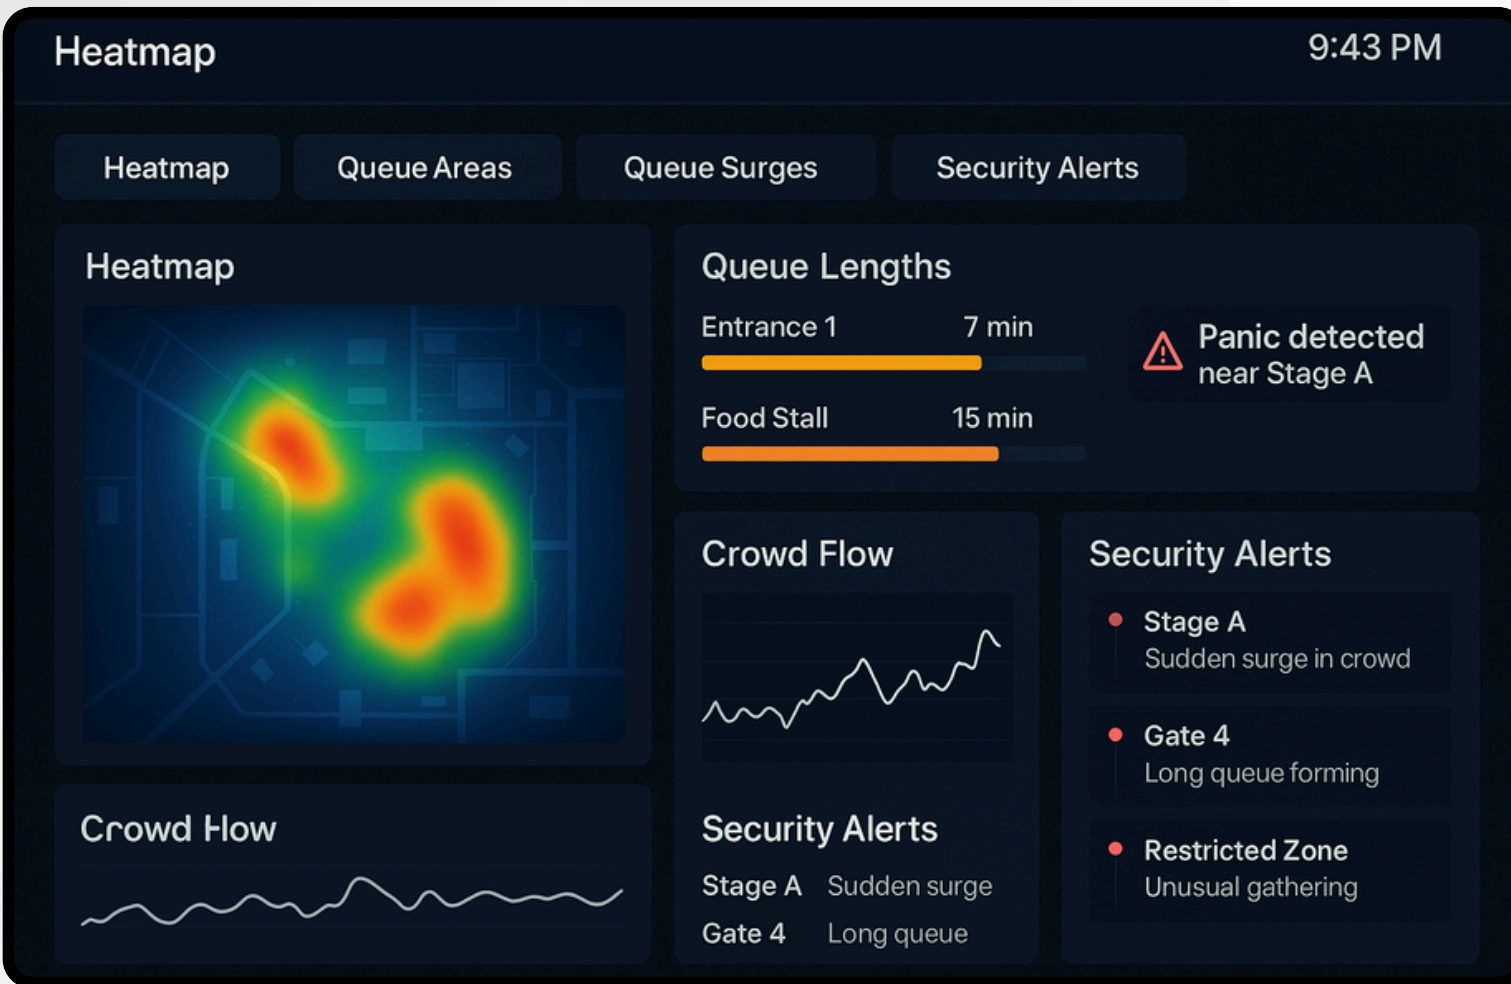 Heatmap
9:43 PM
Heatmap
Queue Areas
Queue Surges
Security Alerts
Heatmap
Queue Lengths
Entrance 1
7 min
Food Stall
15 min
Panic detected
near Stage A
Crowd Flow
Security Alerts
Stage A
Sudden surge
Gate 4
Long queue
Security Alerts
Stage A
Sudden surge in crowd
Gate 4
Long queue forming
Restricted Zone
Unusual gathering
Crowd Flow